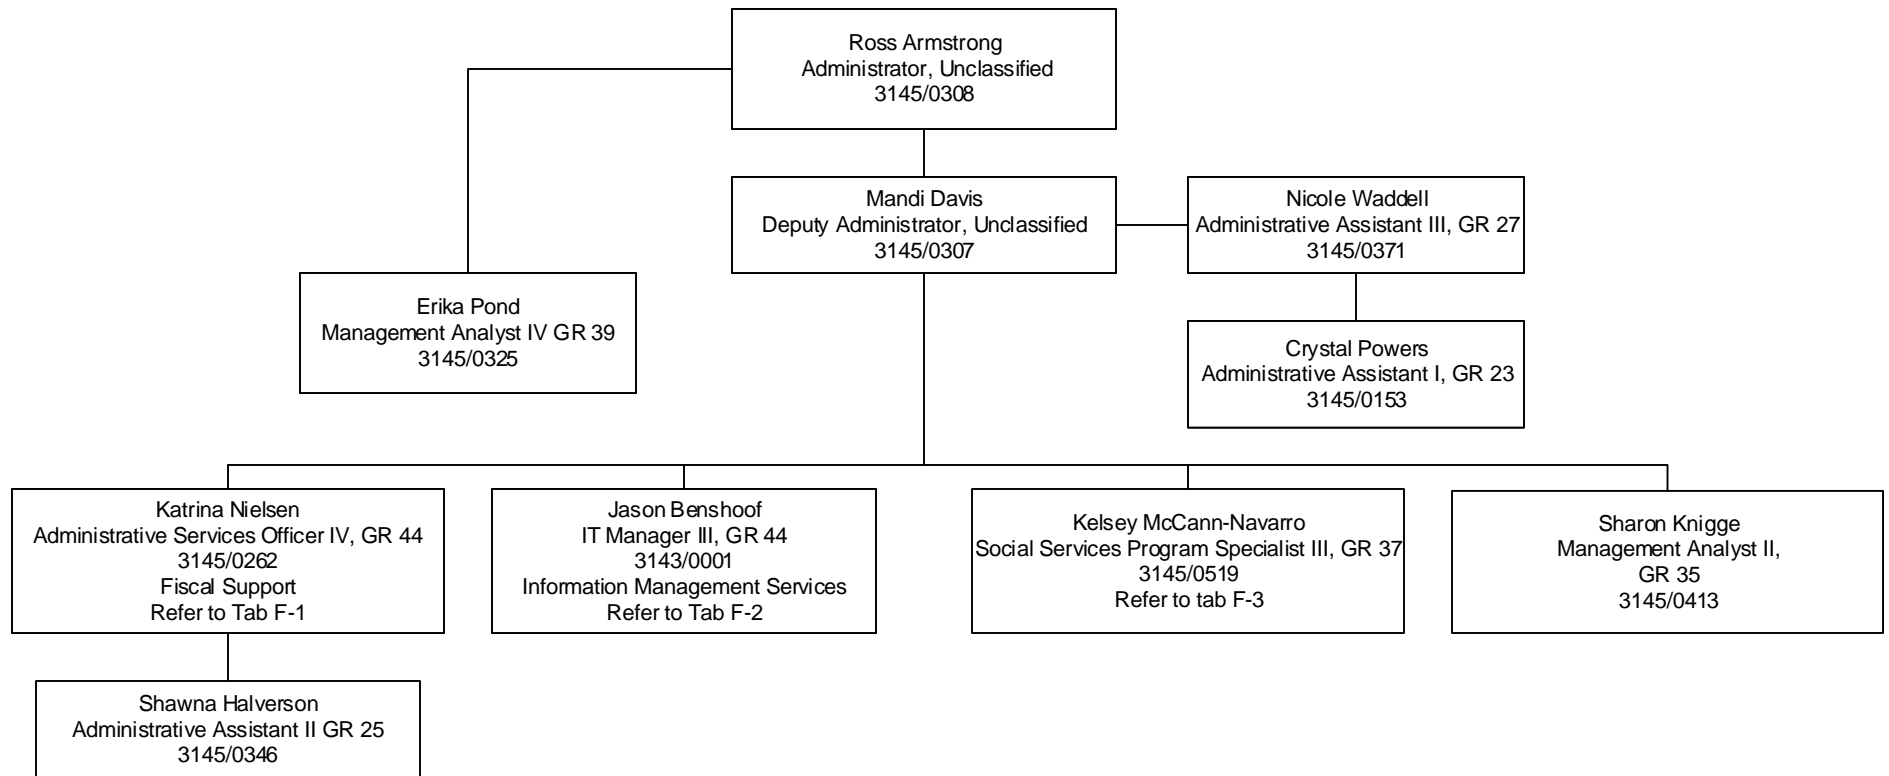 Ross Armstrong
Administrator, Unclassified
3145/0308
Mandi Davis
Deputy Administrator, Unclassified
3145/0307
Nicole Waddell
Administrative Assistant III, GR 27
3145/0371
Erika Pond
Management Analyst IV GR 39
3145/0325
Crystal Powers
Administrative Assistant I, GR 23
3145/0153
Katrina Nielsen
Administrative Services Officer IV, GR 44
3145/0262
Fiscal Support
Refer to Tab F-1
Jason Benshoof
IT Manager III, GR 44
3143/0001
Information Management Services
Refer to Tab F-2
Kelsey McCann-Navarro
Social Services Program Specialist III, GR 37
3145/0519
Refer to tab F-3
Sharon Knigge
Management Analyst II,
GR 35
3145/0413
Shawna Halverson
Administrative Assistant II GR 25
3145/0346